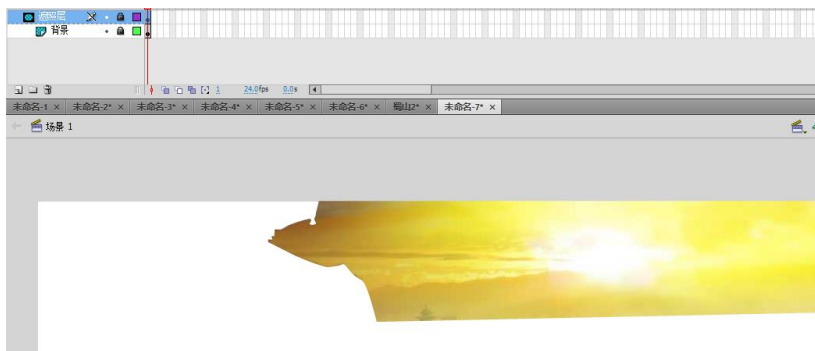 遮照层
背景
1 24.0fps 0.0s
未命名-1 × 未命名-2* × 未命名-3* × 未命名-4* × 未命名-5* × 未命名-6* × 蜀山2* × 未命名-7* ×
场景 1